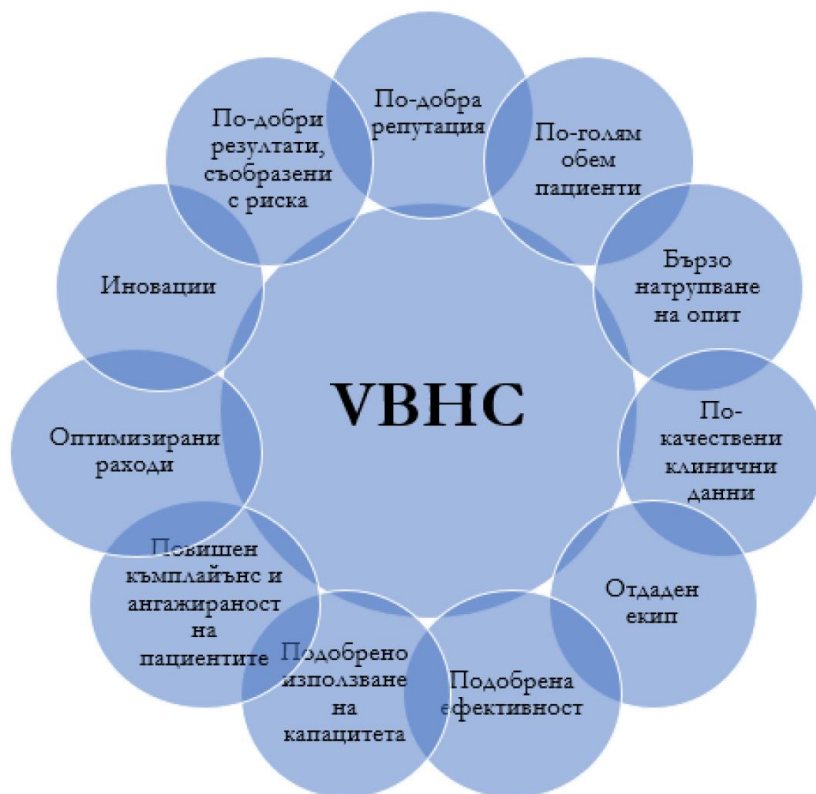 По-добра
репутация
По-голям
обем
пациенти
Бързо
натрупване
на опит
По-
качествени
клинични
данни
Отдаден
екип
Подобрена
ефективност
Подобрено
използване
на
капацитета
Повишен
къмплайънс и
ангажираност
на
пациентите
Оптимизирани
раходи
Иновации
По-добри
резултати,
съобразени
с риска
VBHC